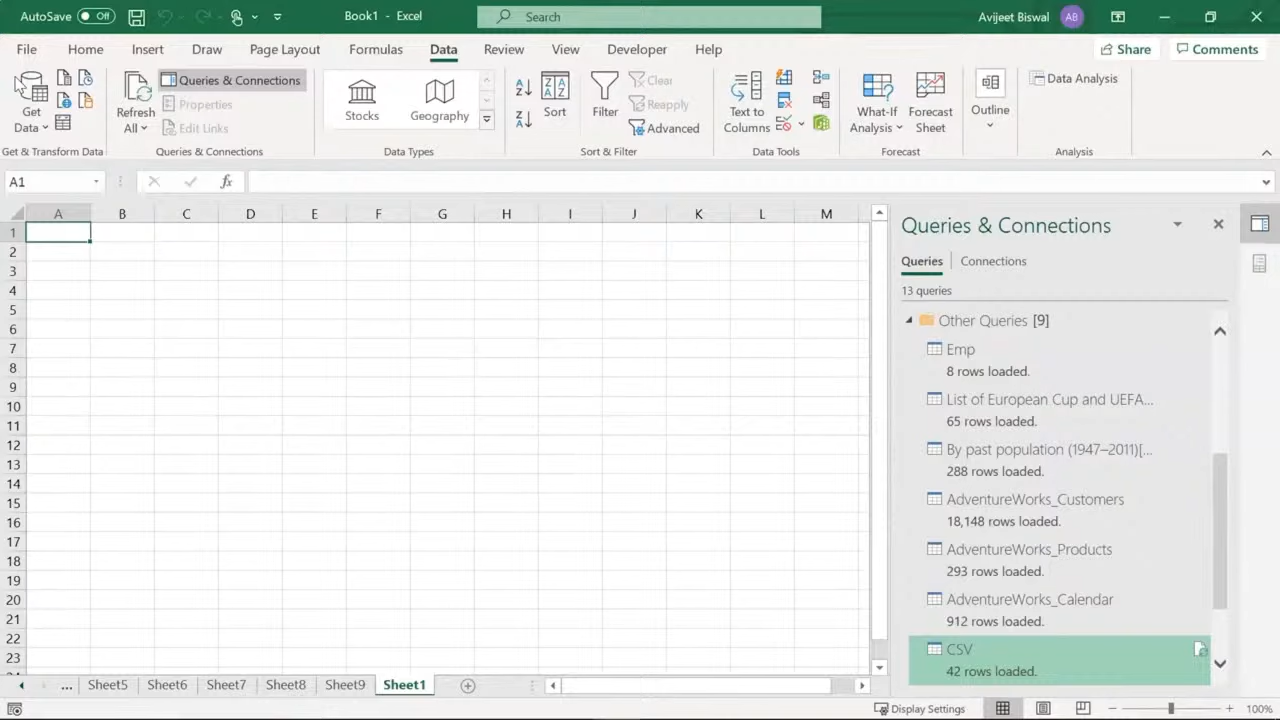 AutoSave Off Book1 - Excel Search Avijeet Biswal AB
File Home Insert Draw Page Layout Formulas Data Review View Developer Help Share Comments
Get Data
Refresh All
Queries & Connections
Properties
Edit Links
Stocks Geography
Sort
Filter
Clear
Reapply
Advanced
Text to Columns
What-If Analysis
Forecast Sheet
Outline
Data Analysis
Get & Transform Data Queries & Connections Data Types Sort & Filter Data Tools Forecast Analysis
A1 fx
A B C D E F G H I J K L M
1
2
3
4
5
6
7
8
9
10
11
12
13
14
15
16
17
18
19
20
21
22
23
Queries & Connections
Queries Connections
13 queries
Other Queries [9]
Emp
8 rows loaded.
List of European Cup and UEFA...
65 rows loaded.
By past population (1947–2011)[...
288 rows loaded.
AdventureWorks_Customers
18,148 rows loaded.
AdventureWorks_Products
293 rows loaded.
AdventureWorks_Calendar
912 rows loaded.
CSV
42 rows loaded.
... Sheet5 Sheet6 Sheet7 Sheet8 Sheet9 Sheet1
Display Settings 100%